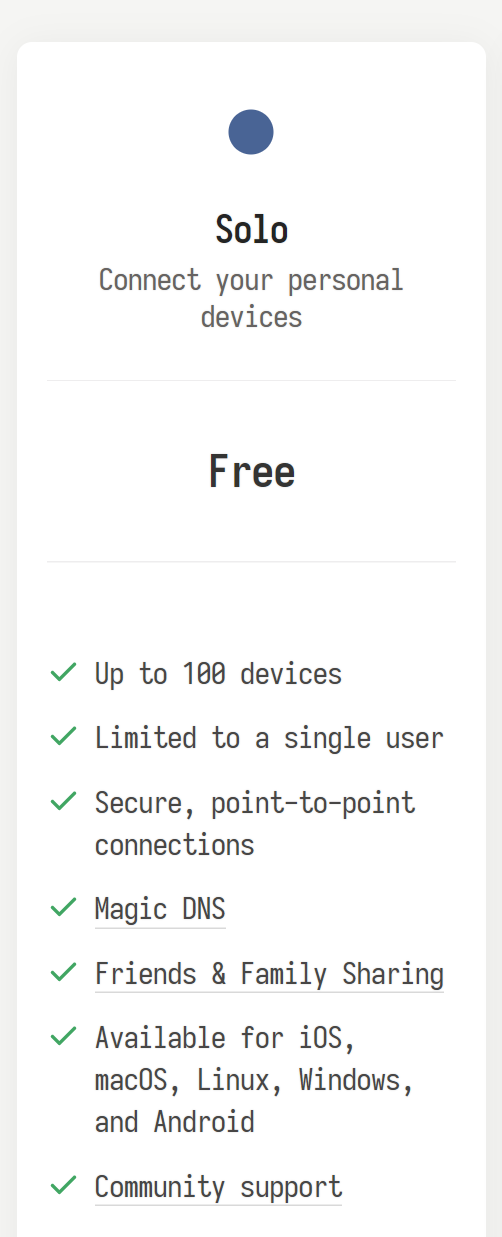 Solo
Connect your personal
devices
Free
Up to 100 devices
Limited to a single user
Secure, point-to-point
connections
Magic DNS
Friends & Family Sharing
Available for iOS,
macOS, Linux, Windows,
and Android
Community support